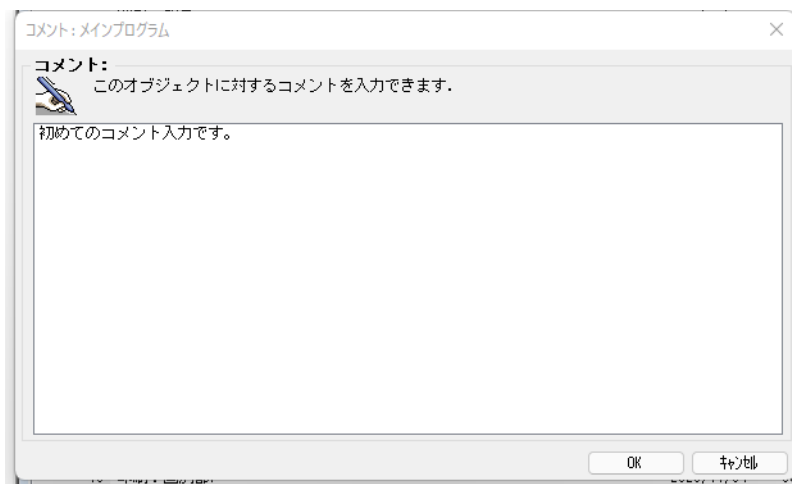 コメント：メインプログラム
コメント：
このオブジェクトに対するコメントを入力できます．
初めてのコメント入力です。
OK
ｷｬﾝｾﾙ